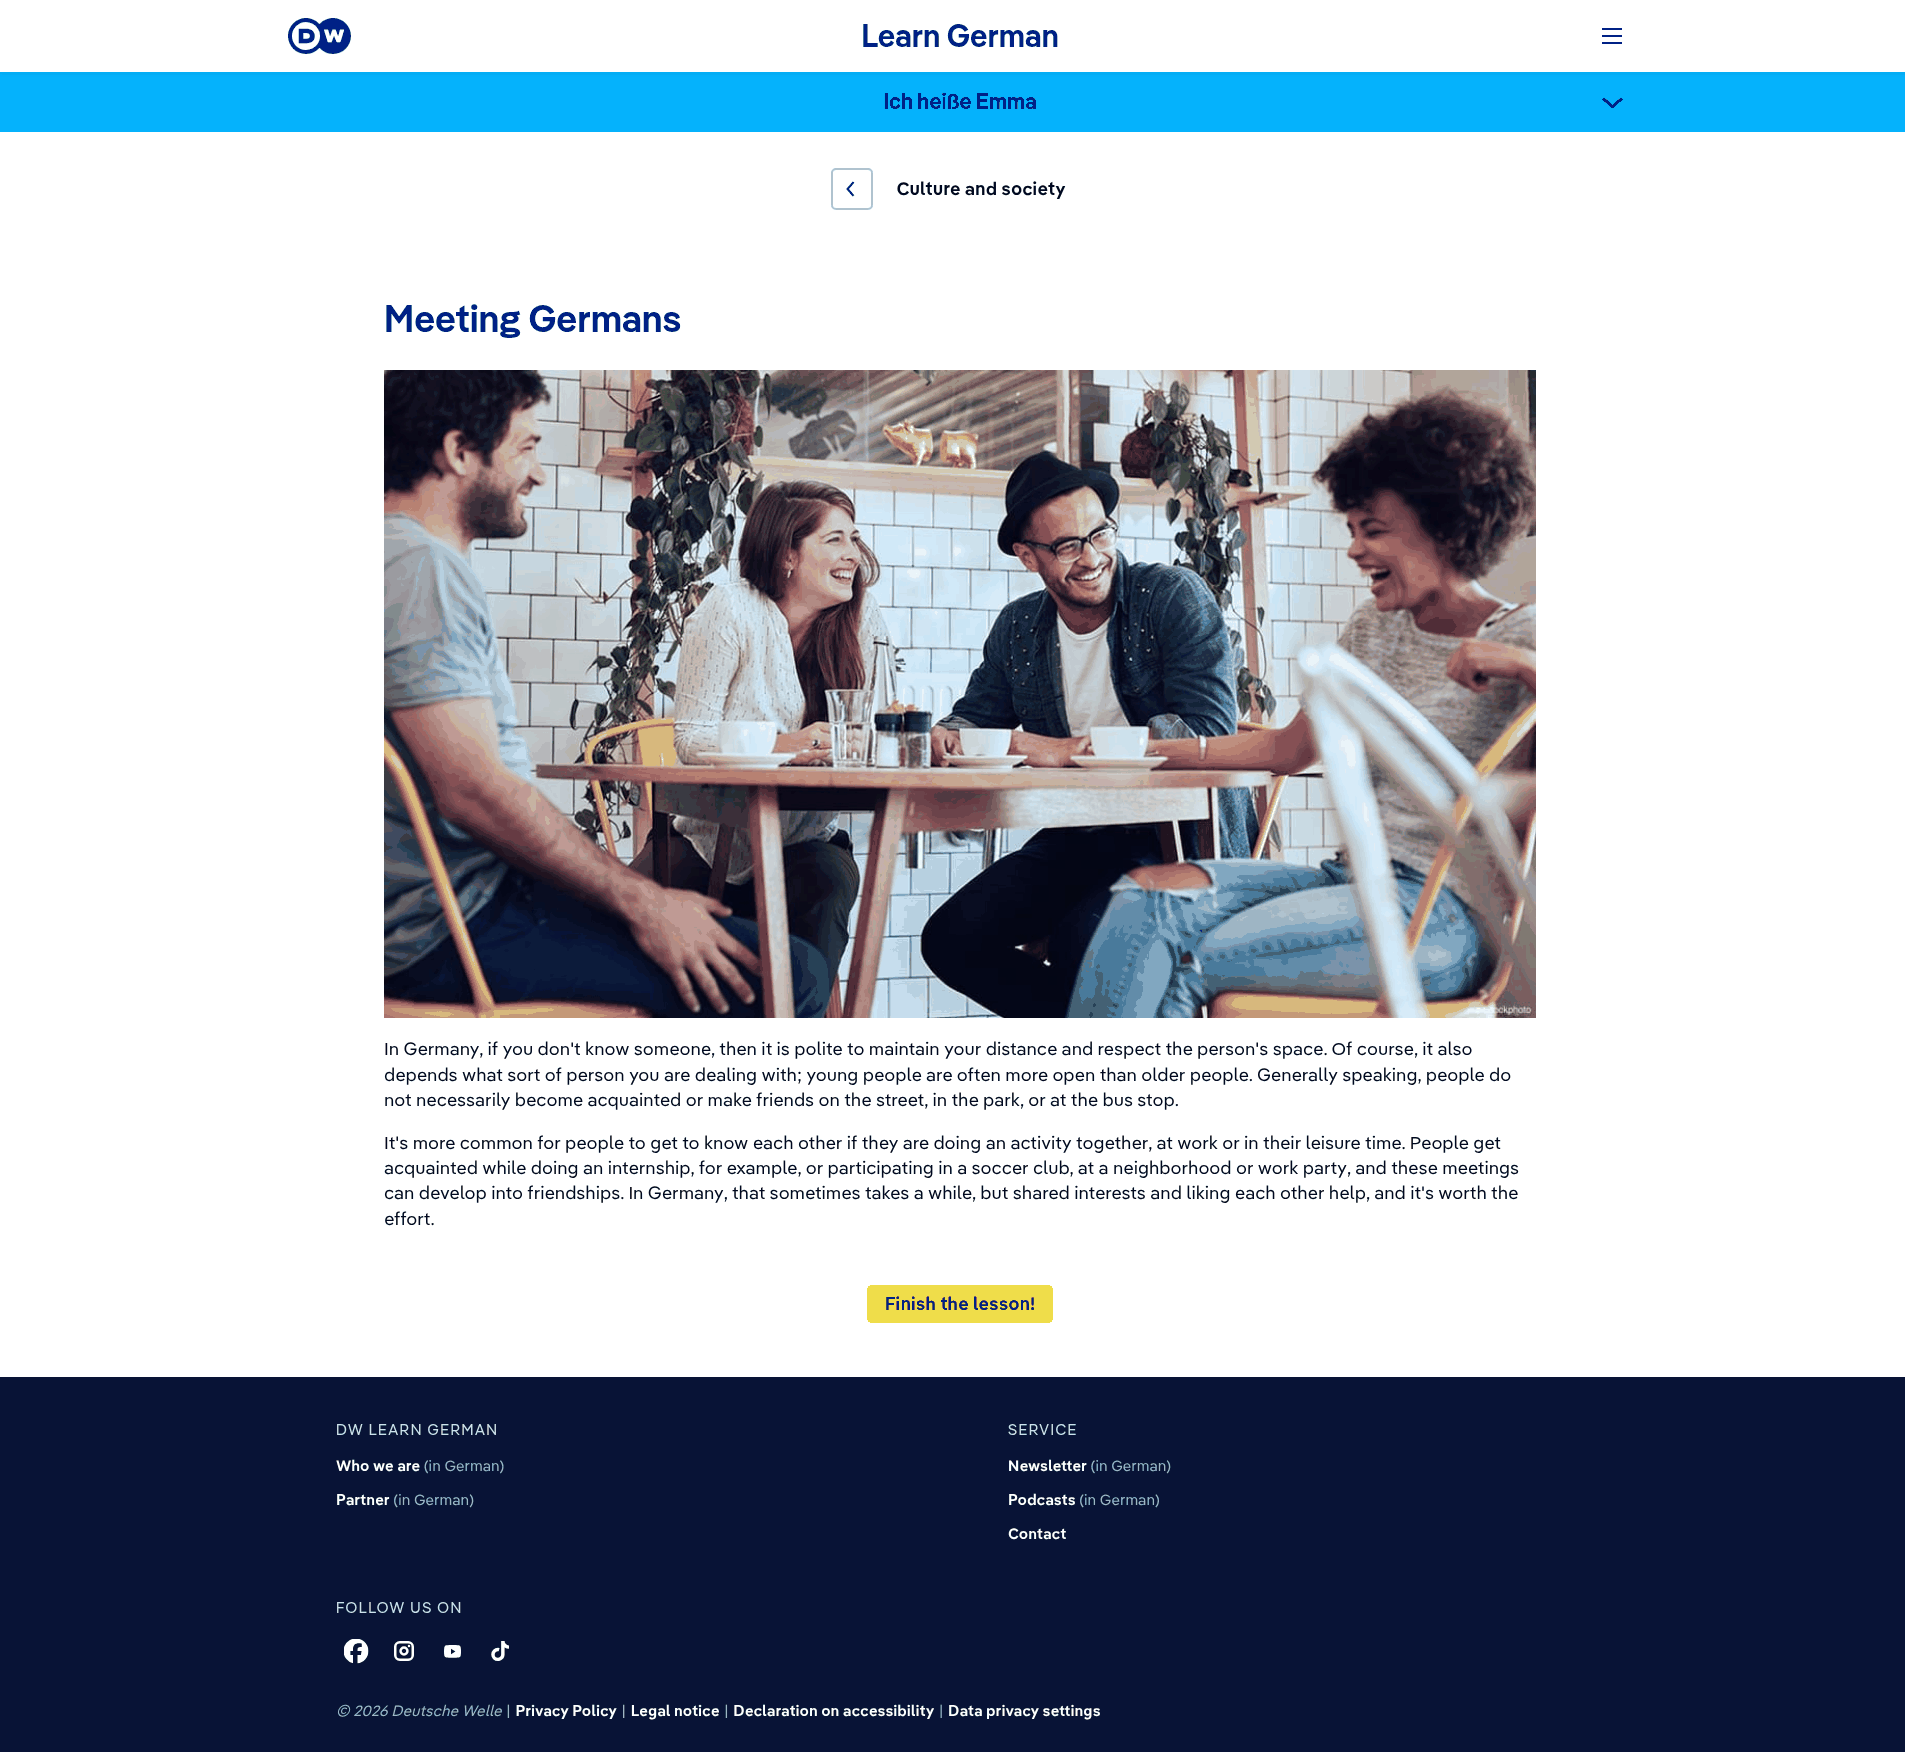 DW
Learn German
Ich heiße Emma
Culture and society
Meeting Germans
In Germany, if you don't know someone, then it is polite to maintain your distance and respect the person's space. Of course, it also
depends what sort of person you are dealing with; young people are often more open than older people. Generally speaking, people do
not necessarily become acquainted or make friends on the street, in the park, or at the bus stop.
It's more common for people to get to know each other if they are doing an activity together, at work or in their leisure time. People get
acquainted while doing an internship, for example, or participating in a soccer club, at a neighborhood or work party, and these meetings
can develop into friendships. In Germany, that sometimes takes a while, but shared interests and liking each other help, and it's worth the
effort.
Finish the lesson!
DW LEARN GERMAN
Who we are (in German)
Partner (in German)
SERVICE
Newsletter (in German)
Podcasts (in German)
Contact
FOLLOW US ON
© 2026 Deutsche Welle | Privacy Policy | Legal notice | Declaration on accessibility | Data privacy settings